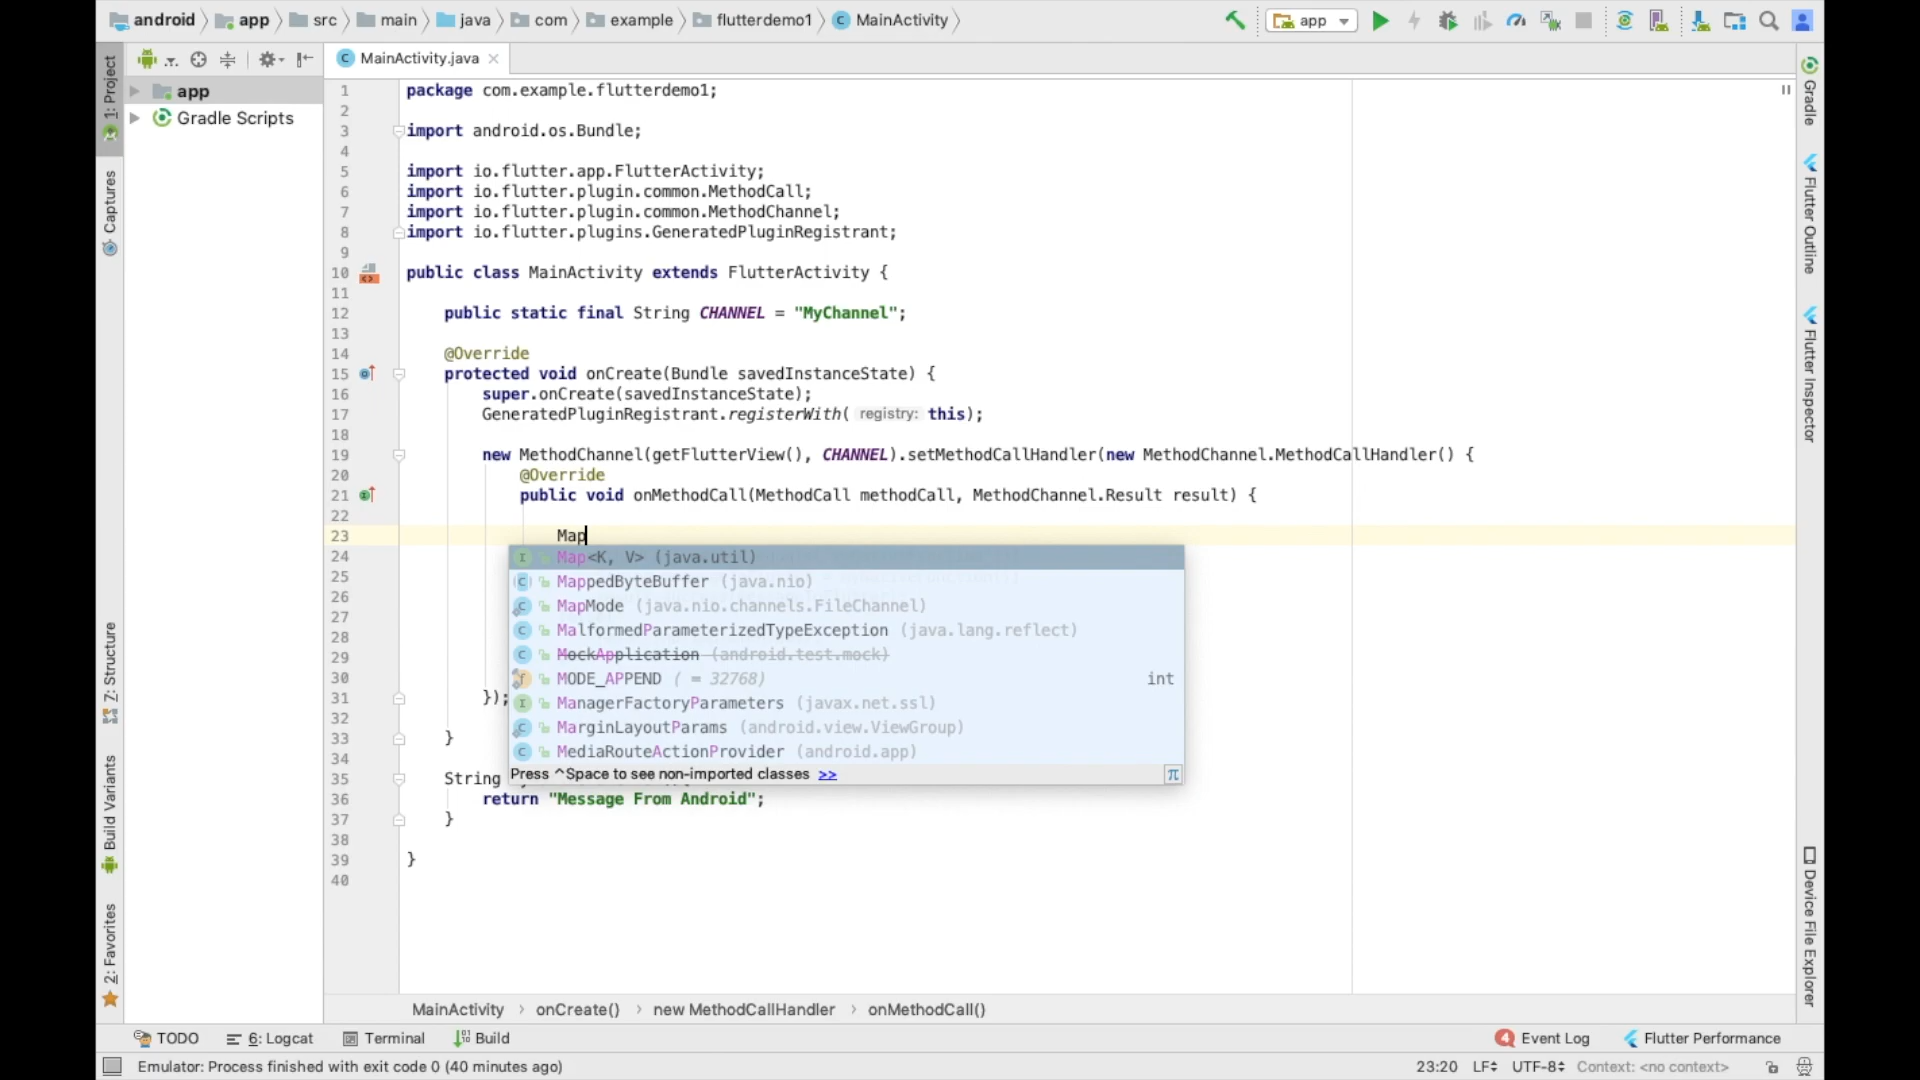 android app src main java com example flutterdemo1 MainActivity app
1: Project
Captures
Z: Structure
Build Variants
2: Favorites
app
Gradle Scripts
MainActivity.java
1 package com.example.flutterdemo1;
2
3 import android.os.Bundle;
4
5 import io.flutter.app.FlutterActivity;
6 import io.flutter.plugin.common.MethodCall;
7 import io.flutter.plugin.common.MethodChannel;
8 import io.flutter.plugins.GeneratedPluginRegistrant;
9
10 public class MainActivity extends FlutterActivity {
11
12 public static final String CHANNEL = "MyChannel";
13
14 @Override
15 protected void onCreate(Bundle savedInstanceState) {
16 super.onCreate(savedInstanceState);
17 GeneratedPluginRegistrant.registerWith( registry: this);
18
19 new MethodChannel(getFlutterView(), CHANNEL).setMethodCallHandler(new MethodChannel.MethodCallHandler() {
20 @Override
21 public void onMethodCall(MethodCall methodCall, MethodChannel.Result result) {
22
23 Map
24 Map<K, V> (java.util)
25 MappedByteBuffer (java.nio)
26 MapMode (java.nio.channels.FileChannel)
27 MalformedParameterizedTypeException (java.lang.reflect)
28 MockApplication (android.test.mock)
29 MODE_APPEND ( = 32768) int
30 ManagerFactoryParameters (javax.net.ssl)
31 });
32 MarginLayoutParams (android.view.ViewGroup)
33 }
34 MediaRouteActionProvider (android.app)
Press ^Space to see non-imported classes >> π
35 String
36 return "Message From Android";
37 }
38
39 }
40
Gradle
Flutter Outline
Flutter Inspector
Device File Explorer
MainActivity › onCreate() › new MethodCallHandler › onMethodCall()
TODO 6: Logcat Terminal Build 4 Event Log Flutter Performance
Emulator: Process finished with exit code 0 (40 minutes ago) 23:20 LF UTF-8 Context: <no context>